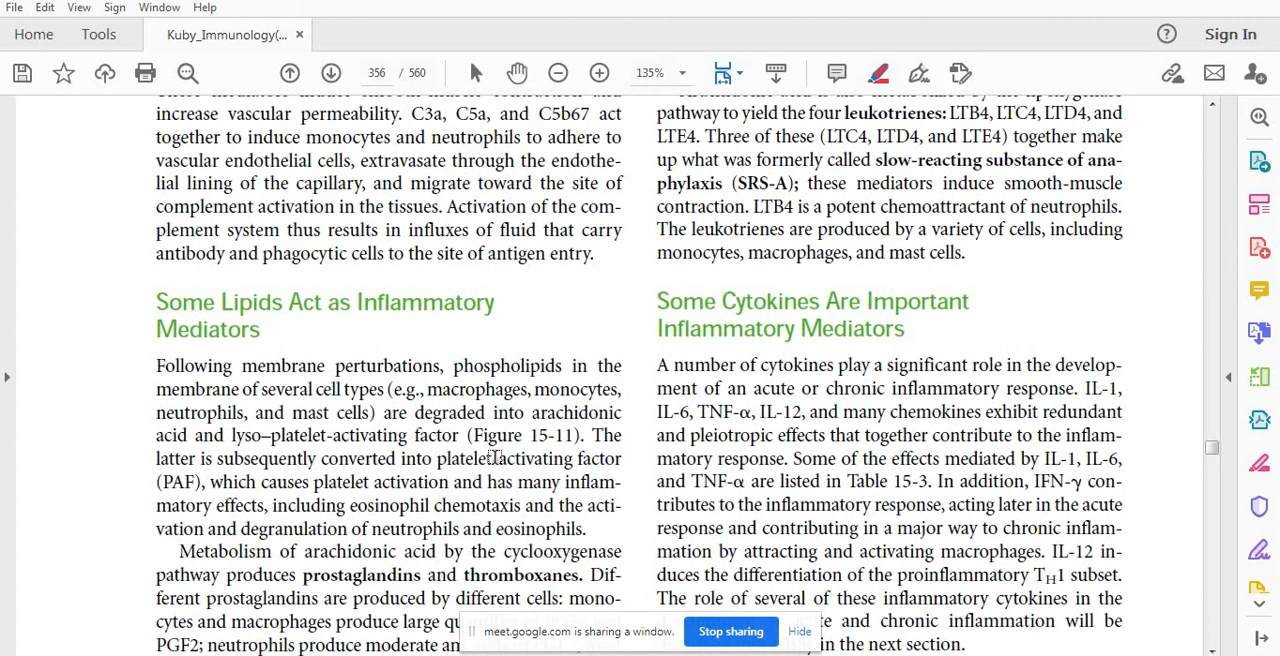 File Edit View Sign Window Help
Home Tools Kuby_Immunology(... × Sign In
356 / 560 135%
increase vascular permeability. C3a, C5a, and C5b67 act
together to induce monocytes and neutrophils to adhere to
vascular endothelial cells, extravasate through the endothe-
lial lining of the capillary, and migrate toward the site of
complement activation in the tissues. Activation of the com-
plement system thus results in influxes of fluid that carry
antibody and phagocytic cells to the site of antigen entry.
Some Lipids Act as Inflammatory
Mediators
Following membrane perturbations, phospholipids in the
membrane of several cell types (e.g., macrophages, monocytes,
neutrophils, and mast cells) are degraded into arachidonic
acid and lyso–platelet-activating factor (Figure 15-11). The
latter is subsequently converted into platelet-activating factor
(PAF), which causes platelet activation and has many inflam-
matory effects, including eosinophil chemotaxis and the acti-
vation and degranulation of neutrophils and eosinophils.
Metabolism of arachidonic acid by the cyclooxygenase
pathway produces prostaglandins and thromboxanes. Dif-
ferent prostaglandins are produced by different cells: mono-
cytes and macrophages produce large
PGF2; neutrophils produce moderate
pathway to yield the four leukotrienes: LTB4, LTC4, LTD4, and
LTE4. Three of these (LTC4, LTD4, and LTE4) together make
up what was formerly called slow-reacting substance of ana-
phylaxis (SRS-A); these mediators induce smooth-muscle
contraction. LTB4 is a potent chemoattractant of neutrophils.
The leukotrienes are produced by a variety of cells, including
monocytes, macrophages, and mast cells.
Some Cytokines Are Important
Inflammatory Mediators
A number of cytokines play a significant role in the develop-
ment of an acute or chronic inflammatory response. IL-1,
IL-6, TNF-α, IL-12, and many chemokines exhibit redundant
and pleiotropic effects that together contribute to the inflam-
matory response. Some of the effects mediated by IL-1, IL-6,
and TNF-α are listed in Table 15-3. In addition, IFN-γ con-
tributes to the inflammatory response, acting later in the acute
response and contributing in a major way to chronic inflam-
mation by attracting and activating macrophages. IL-12 in-
duces the differentiation of the proinflammatory TH1 subset.
The role of several of these inflammatory cytokines in the
and chronic inflammation will be
in the next section.
meet.google.com is sharing a window. Stop sharing Hide